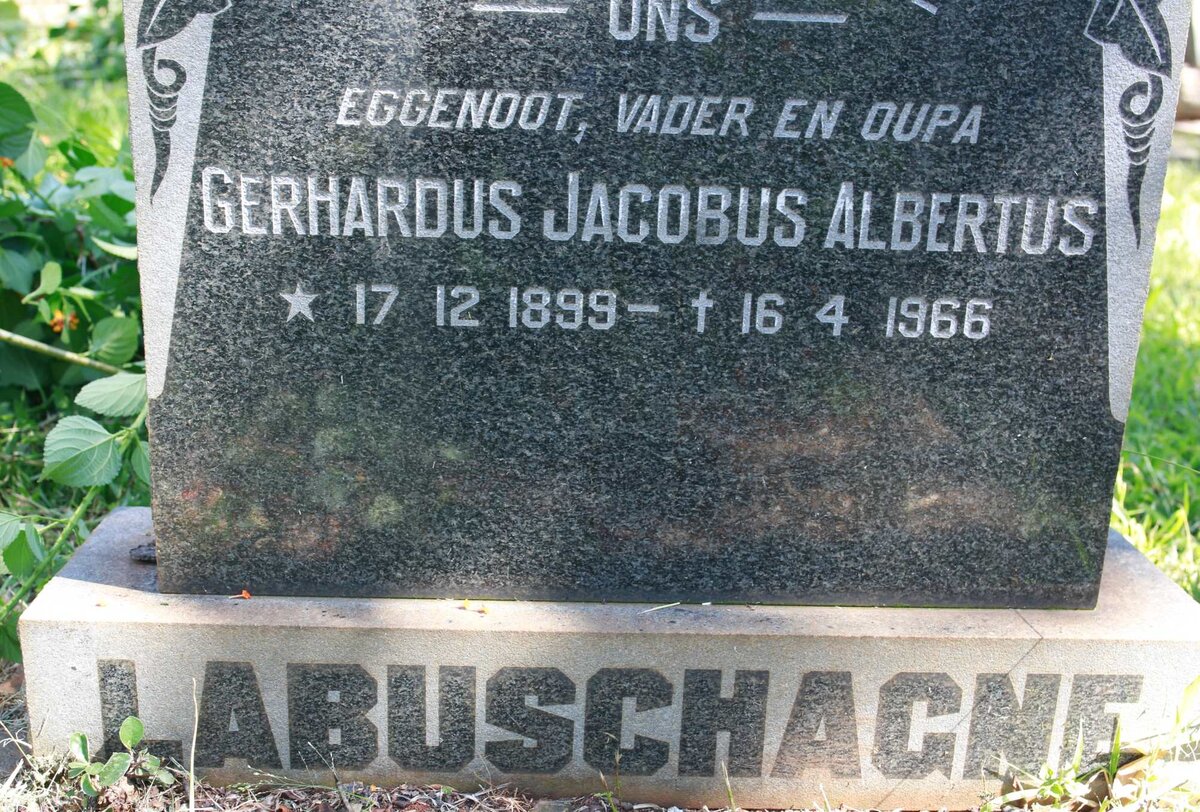 ONS
EGGENOOT, VADER EN OUPA
GERHARDUS JACOBUS ALBERTUS
★ 17 12 1899 — † 16 4 1966
LABUSCHAGNE